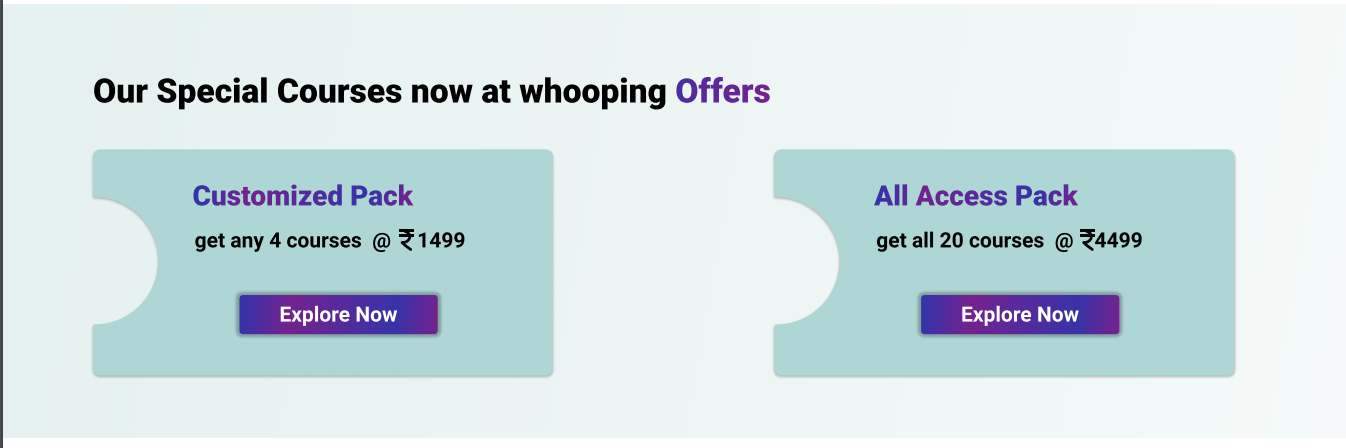 Our Special Courses now at whooping Offers
Customized Pack
get any 4 courses @ ₹1499
Explore Now
All Access Pack
get all 20 courses @ ₹4499
Explore Now